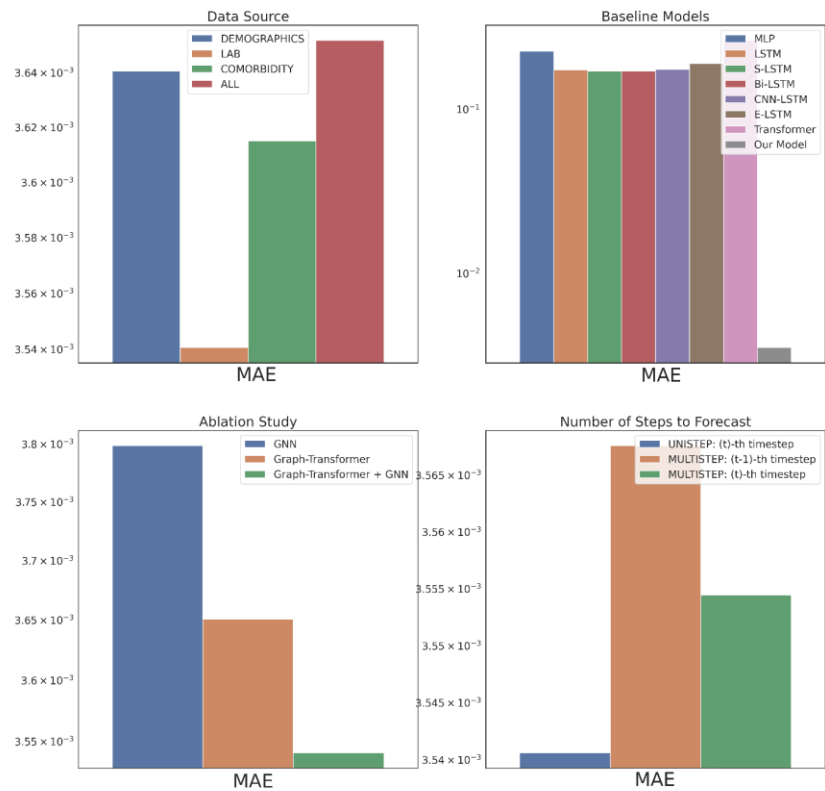 Data Source
DEMOGRAPHICS
LAB
COMORBIDITY
ALL
3.64 × 10⁻³
3.62 × 10⁻³
3.6 × 10⁻³
3.58 × 10⁻³
3.56 × 10⁻³
3.54 × 10⁻³
MAE
Baseline Models
MLP
LSTM
S-LSTM
Bi-LSTM
CNN-LSTM
E-LSTM
Transformer
Our Model
10⁻¹
10⁻²
MAE
Ablation Study
GNN
Graph-Transformer
Graph-Transformer + GNN
3.8 × 10⁻³
3.75 × 10⁻³
3.7 × 10⁻³
3.65 × 10⁻³
3.6 × 10⁻³
3.55 × 10⁻³
MAE
Number of Steps to Forecast
UNISTEP: (t)-th timestep
MULTISTEP: (t-1)-th timestep
MULTISTEP: (t)-th timestep
3.565 × 10⁻³
3.56 × 10⁻³
3.555 × 10⁻³
3.55 × 10⁻³
3.545 × 10⁻³
3.54 × 10⁻³
MAE